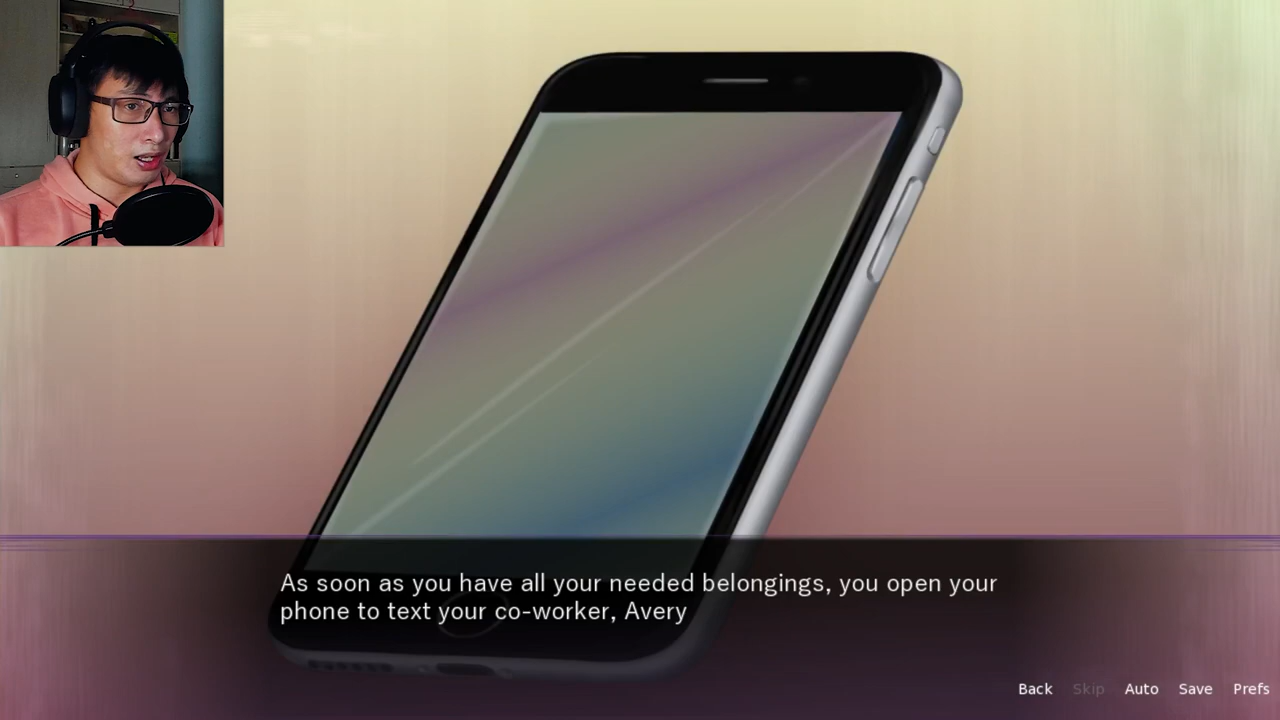 As soon as you have all your needed belongings, you open your
phone to text your co-worker, Avery
Back Skip Auto Save Prefs